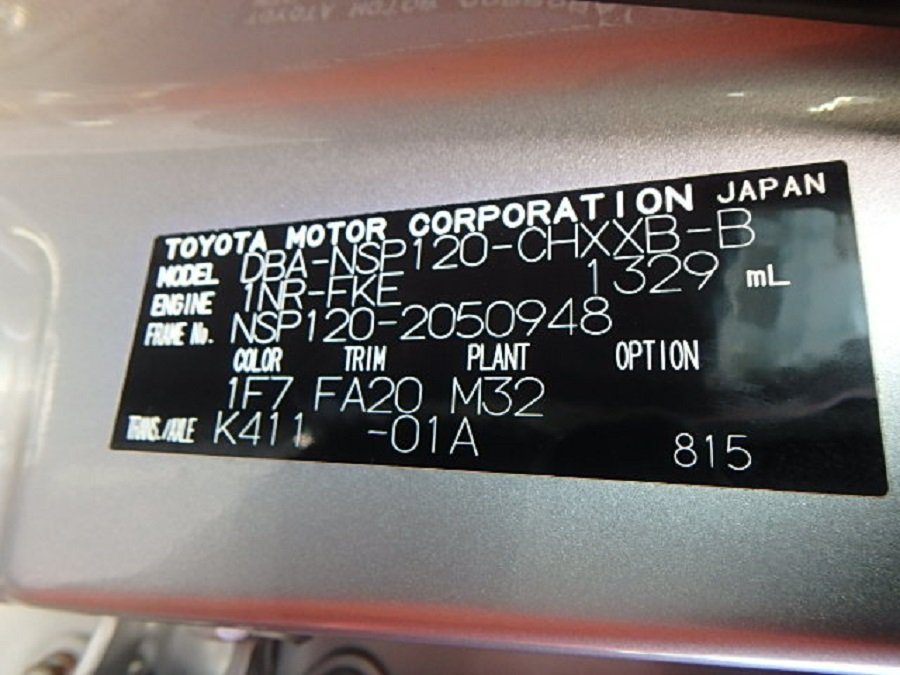 TOYOTA MOTOR CORPORATION JAPAN
MODEL DBA-NSP120-CHXXB-B
ENGINE 1NR-FKE 1329 mL
FRAME No. NSP120-2050948
COLOR TRIM PLANT OPTION
1F7 FA20 M32
TRANS./AXLE K411 -01A 815